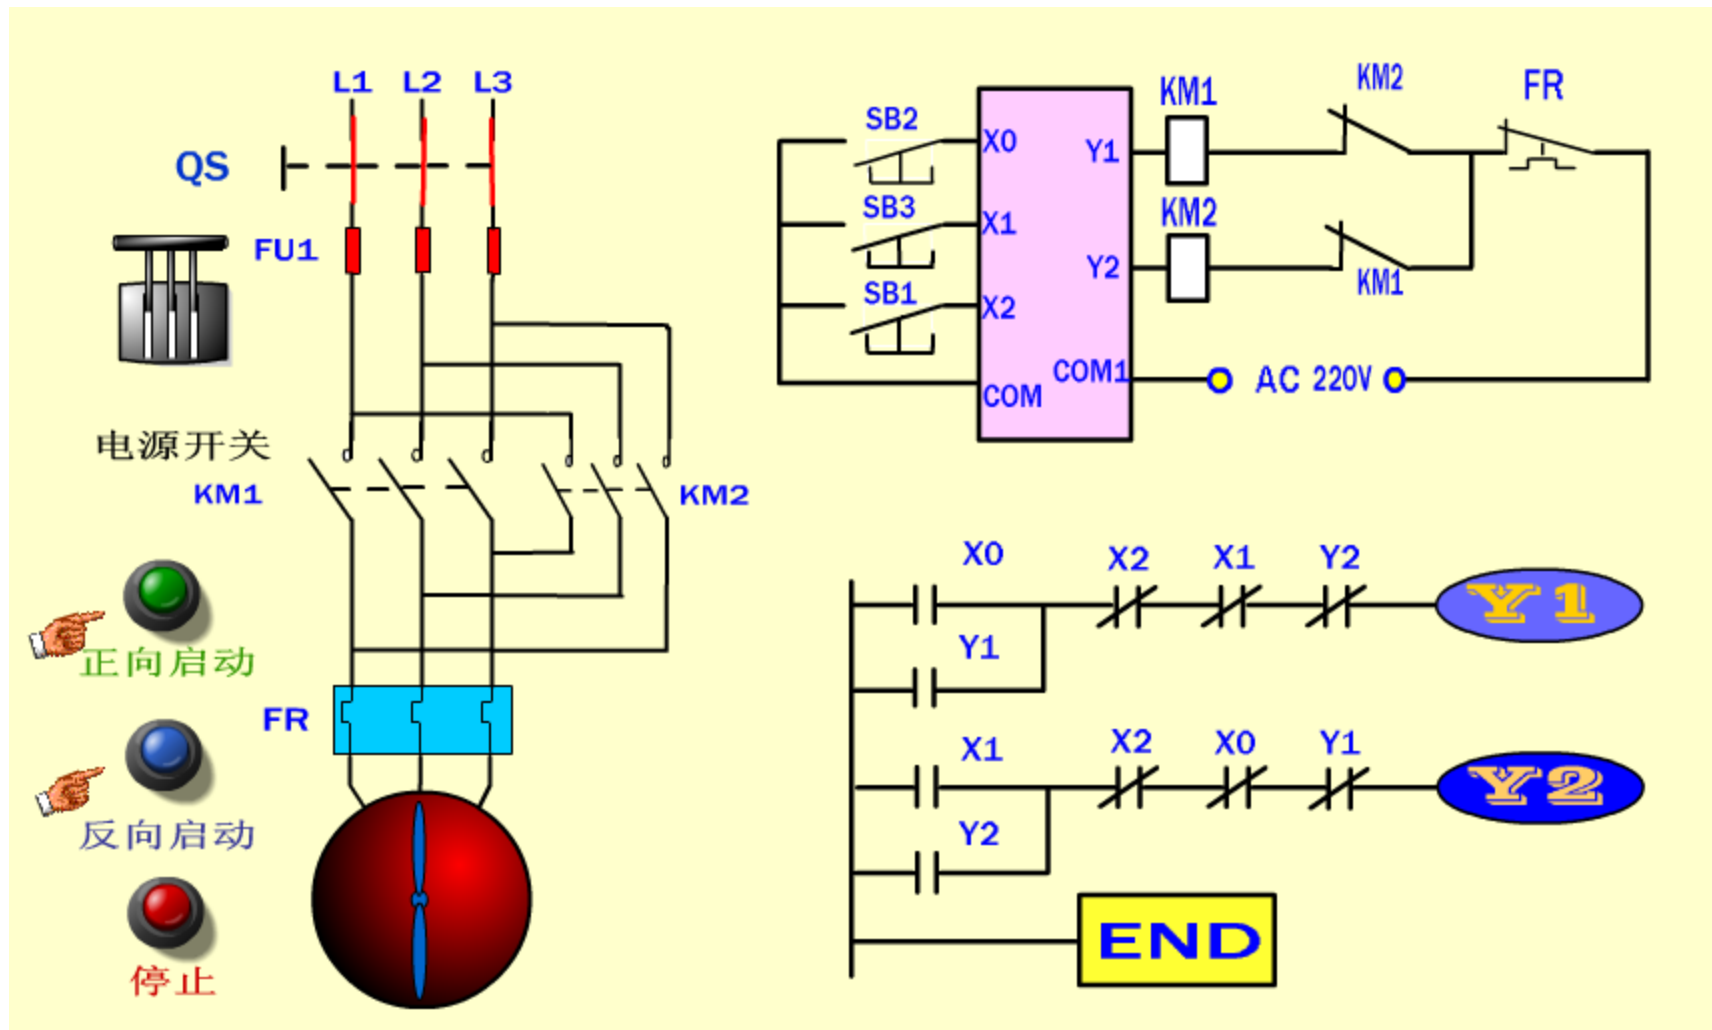 L1 L2 L3
QS
FU1
电源开关
KM1
KM2
正向启动
FR
反向启动
停止
KM1
KM2
FR
SB2
X0
Y1
SB3
X1
KM2
Y2
KM1
SB1
X2
COM1
AC 220V
COM
X0
X2
X1
Y2
Y1
Y1
X1
X2
X0
Y1
Y2
Y2
END